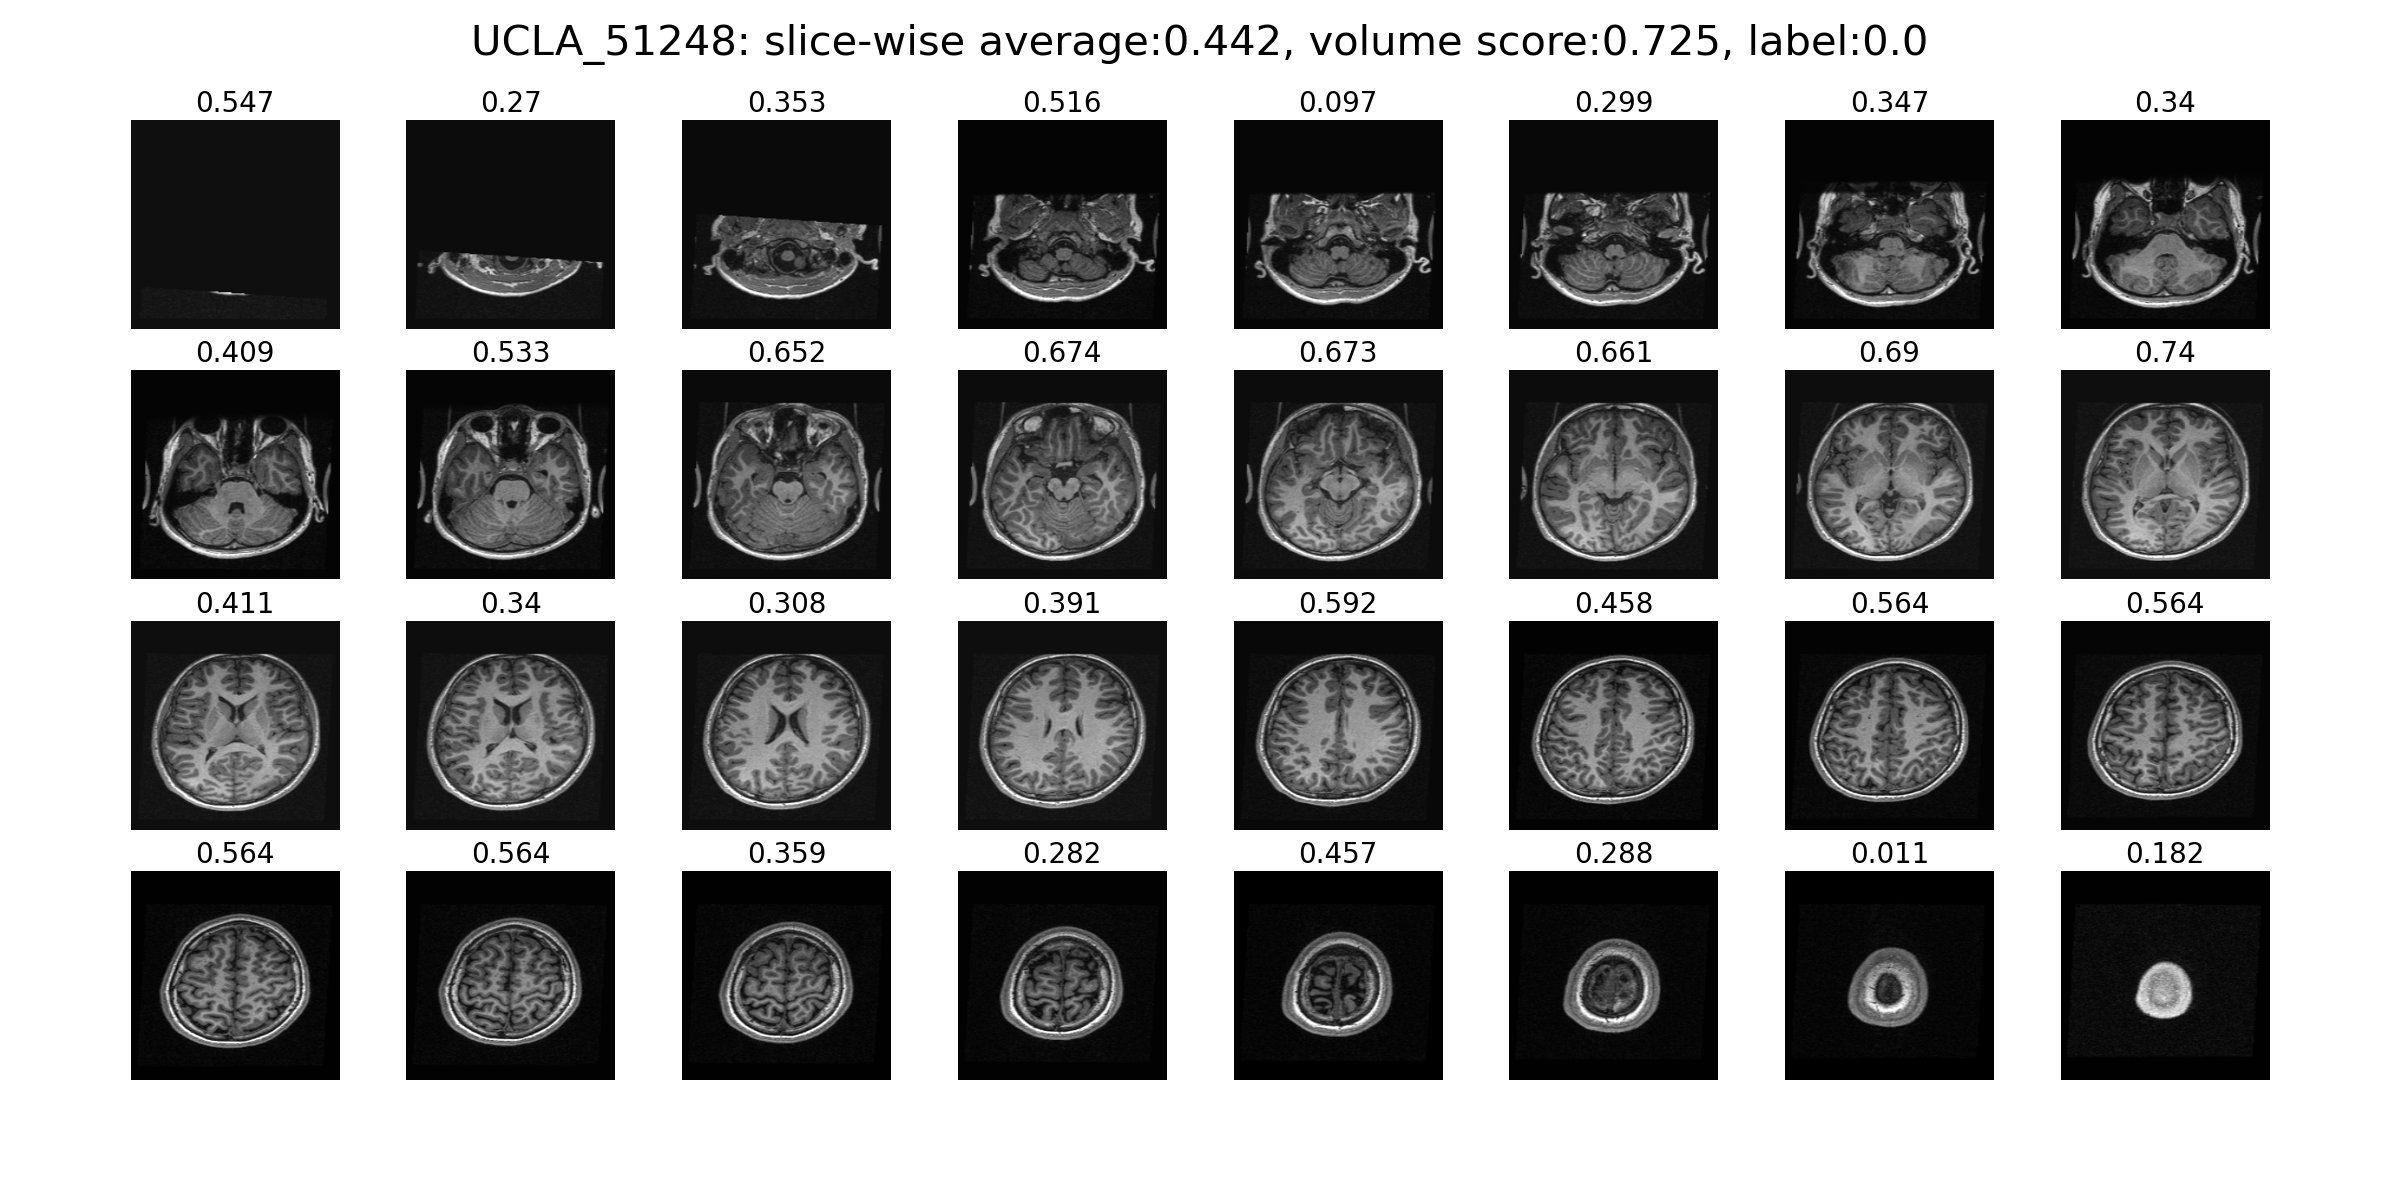 UCLA_51248: slice-wise average:0.442, volume score:0.725, label:0.0
0.547 0.27 0.353 0.516 0.097 0.299 0.347 0.34
0.409 0.533 0.652 0.674 0.673 0.661 0.69 0.74
0.411 0.34 0.308 0.391 0.592 0.458 0.564 0.564
0.564 0.564 0.359 0.282 0.457 0.288 0.011 0.182